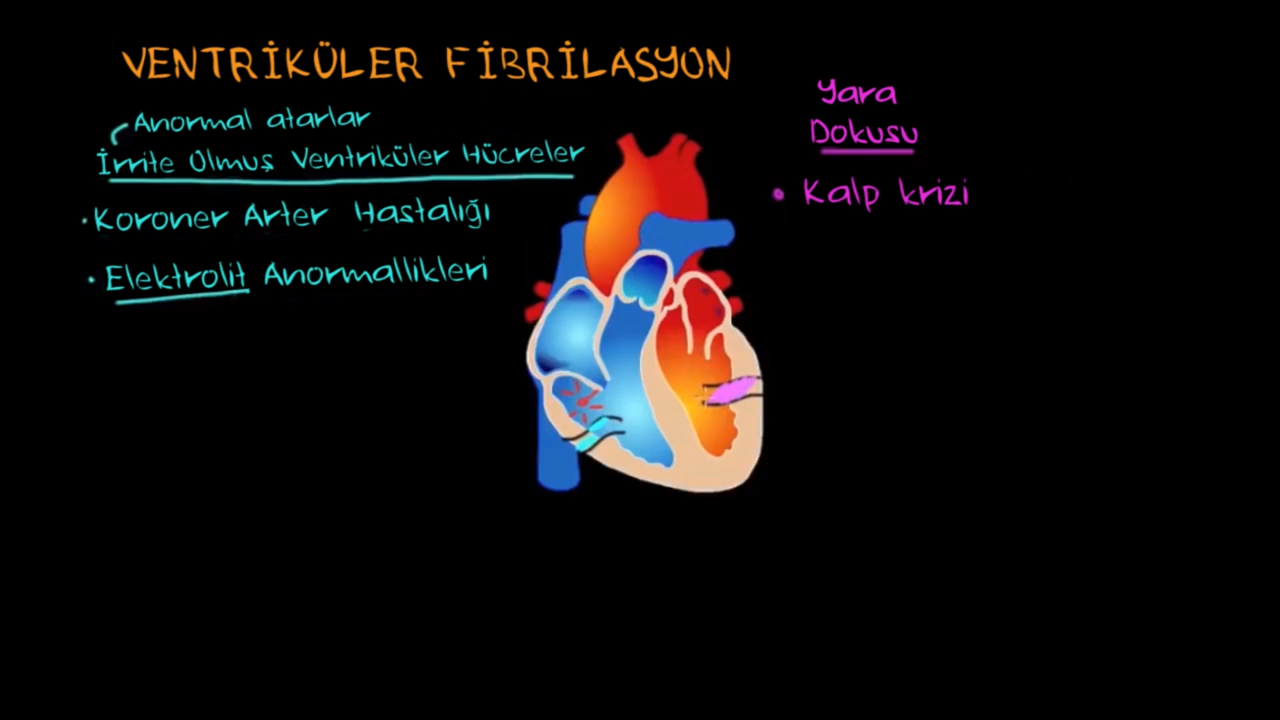 VENTRİKÜLER FİBRİLASYON
Anormal atarlar
İrrite Olmuş Ventriküler Hücreler
• Koroner Arter Hastalığı
• Elektrolit Anormallikleri
Yara
Dokusu
• Kalp krizi